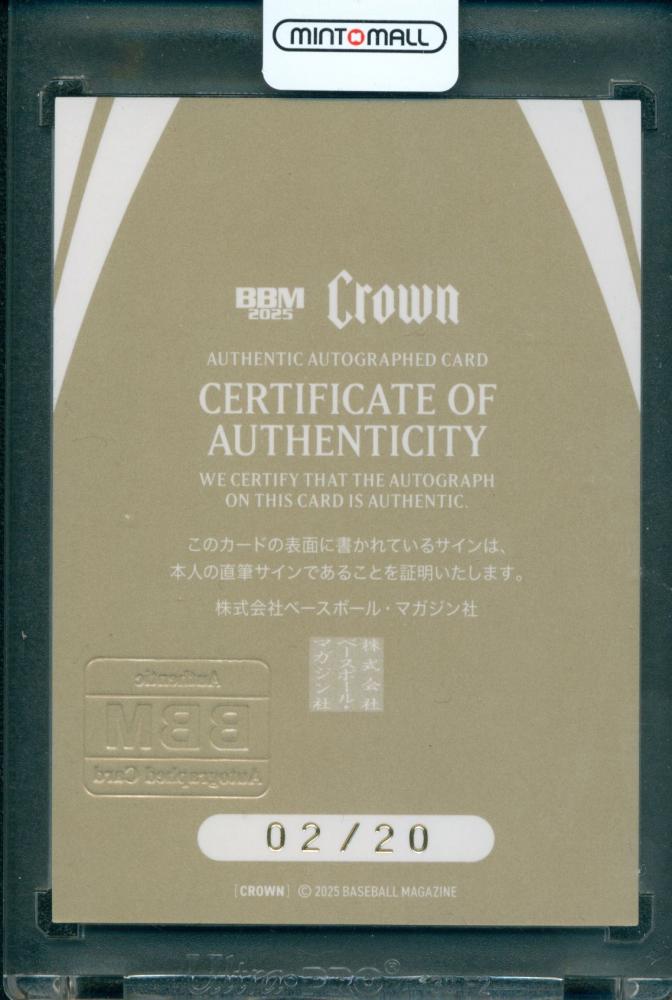 MINT MALL
BBM
2025
Crown
AUTHENTIC AUTOGRAPHED CARD
CERTIFICATE OF
AUTHENTICITY
WE CERTIFY THAT THE AUTOGRAPH
ON THIS CARD IS AUTHENTIC.
このカードの表面に書かれているサインは、
本人の直筆サインであることを証明いたします。
株式会社ベースボール・マガジン社
株式会社
ベースボール・
マガジン社
Authentic
BBM
Autographed Card
02/20
[CROWN] © 2025 BASEBALL MAGAZINE
Ultra PRO®